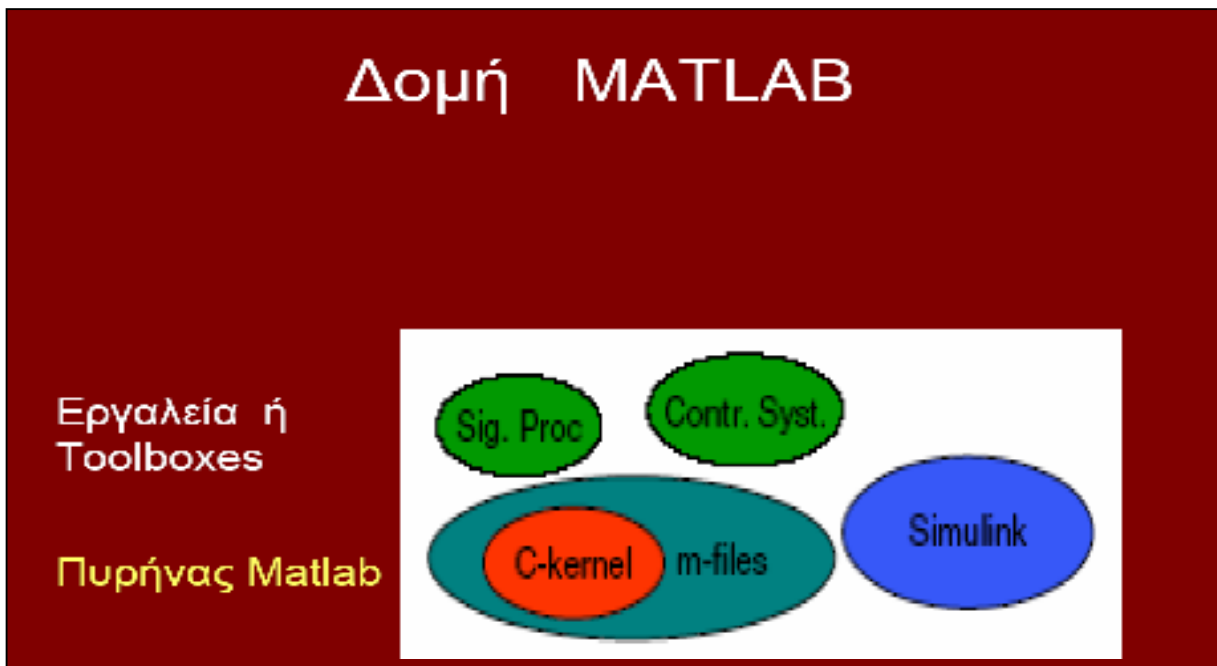 Δομή MATLAB
Εργαλεία ή
Toolboxes
Sig. Proc
Contr. Syst.
Πυρήνας Matlab
C-kernel
m-files
Simulink